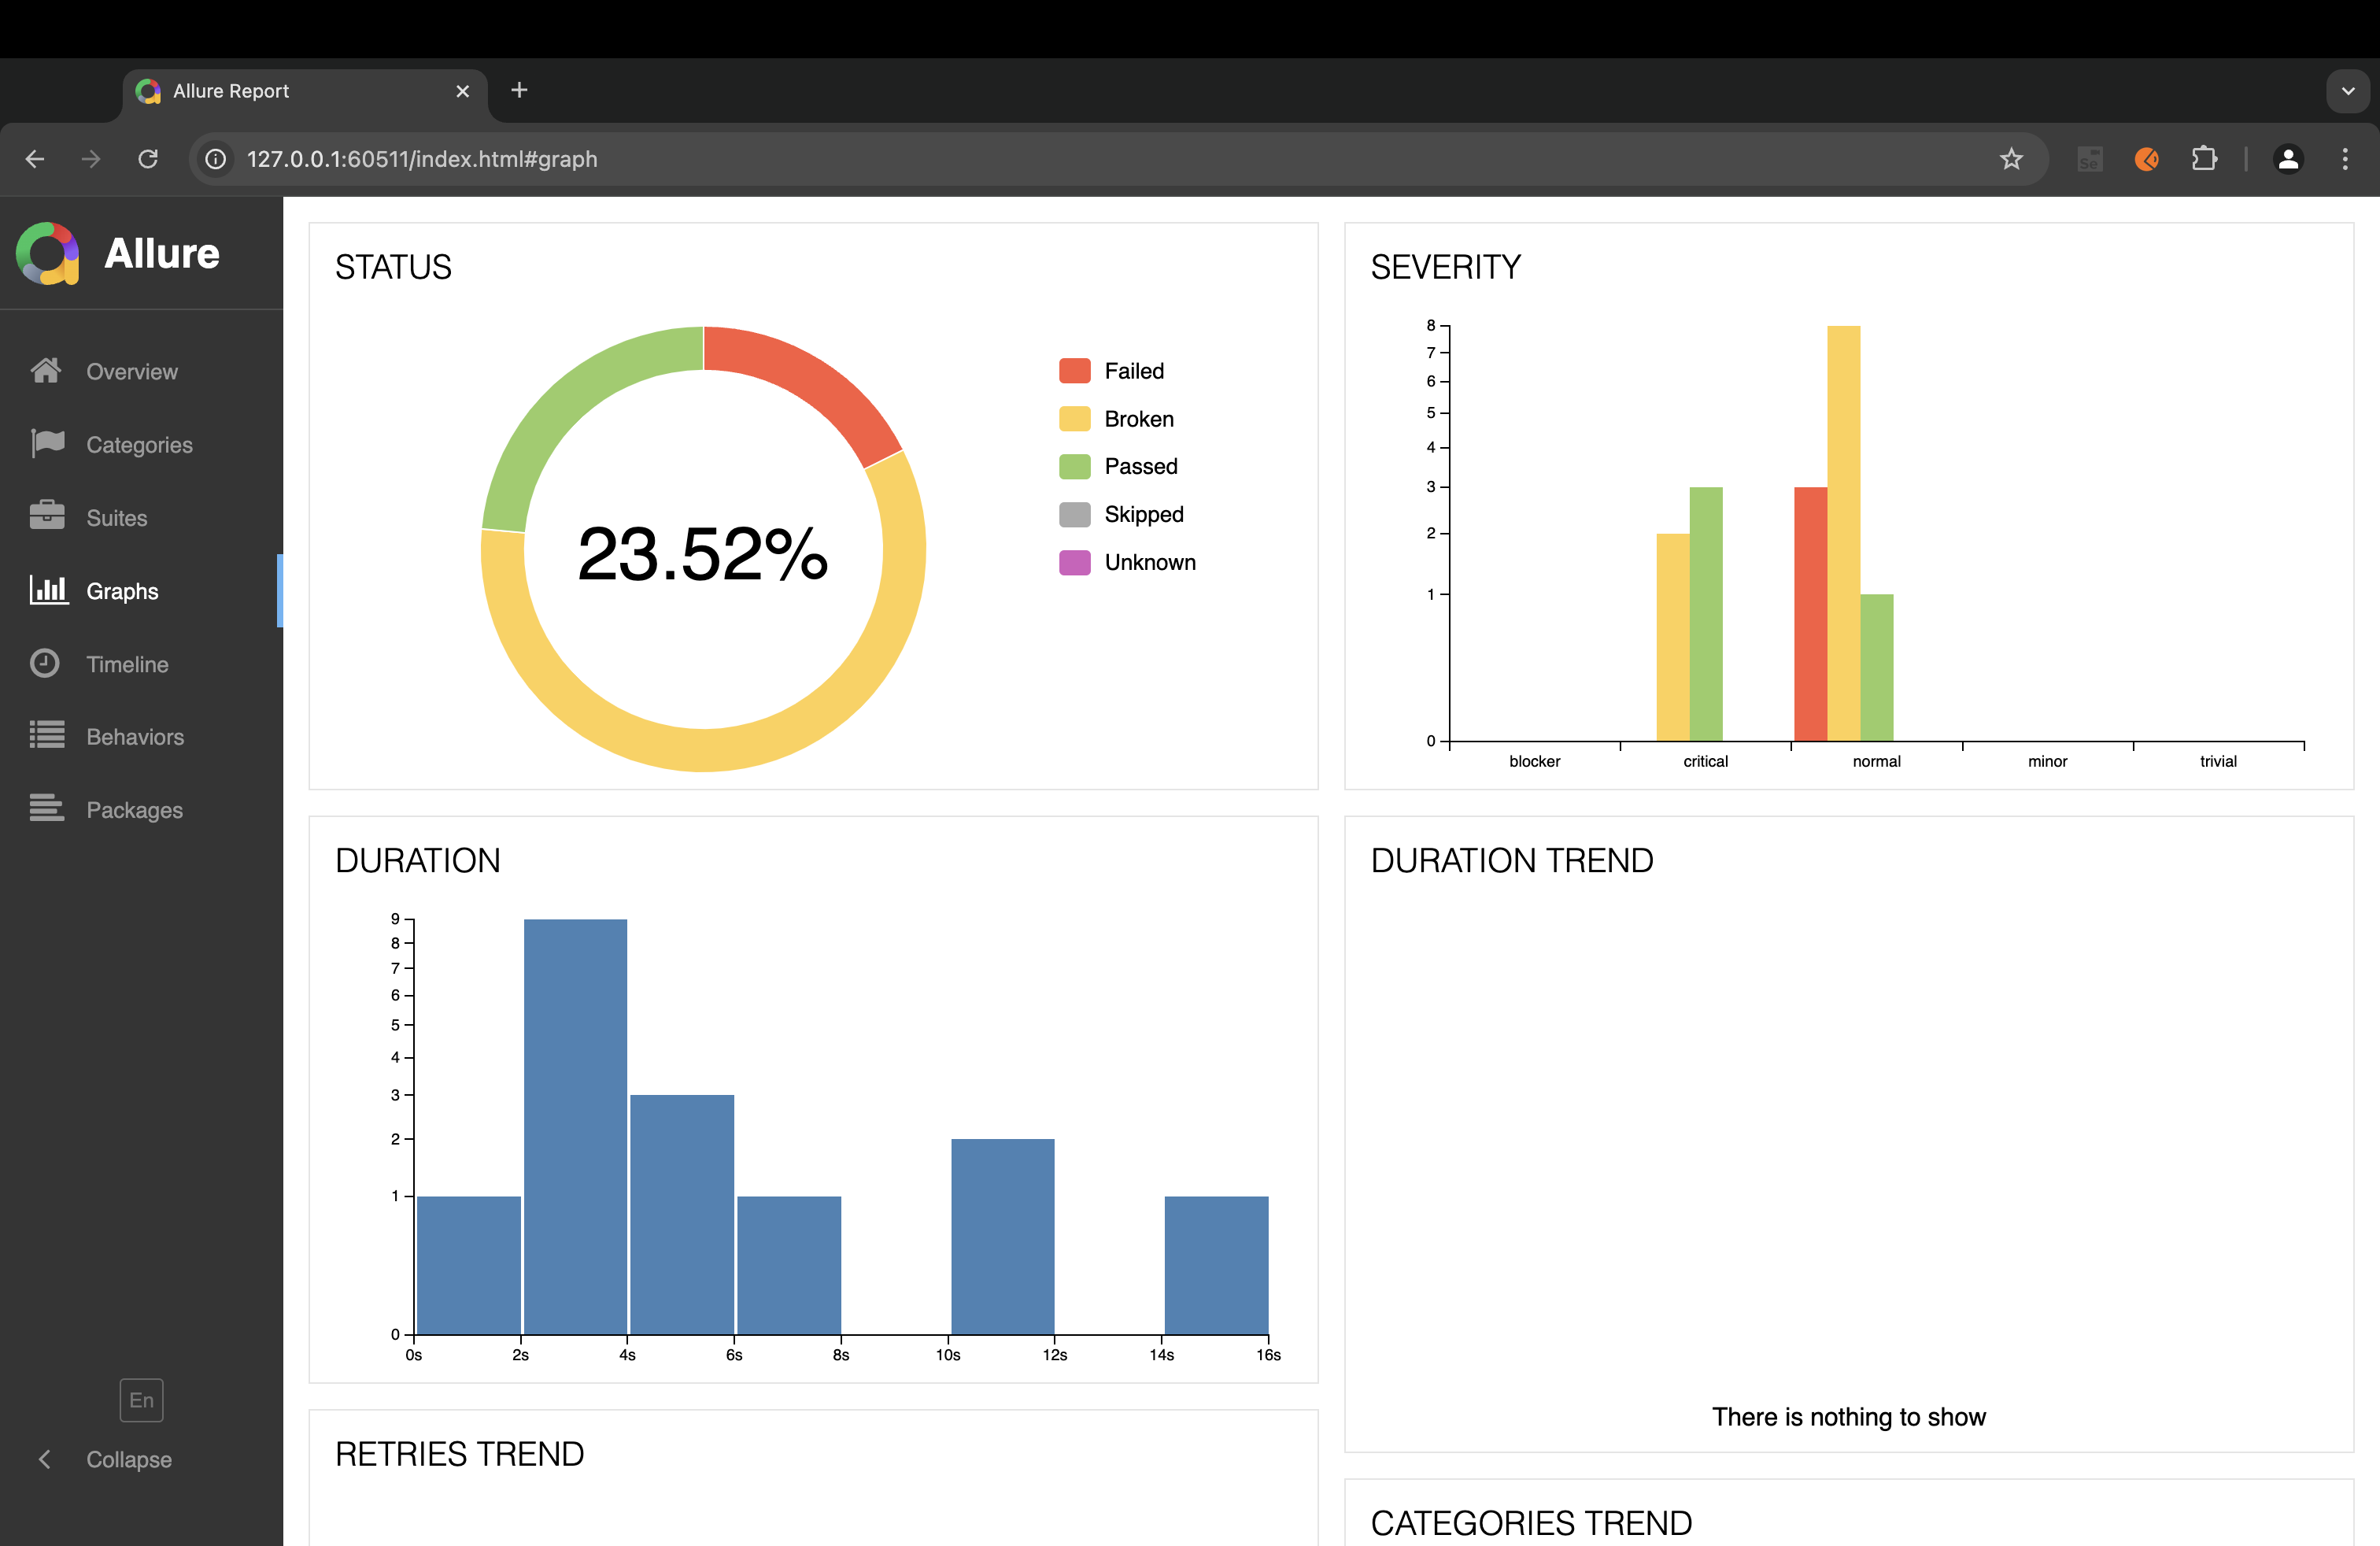 Allure Report
127.0.0.1:60511/index.html#graph
Se
Allure
Overview
Categories
Suites
Graphs
Timeline
Behaviors
Packages
En
Collapse
STATUS
23.52%
Failed
Broken
Passed
Skipped
Unknown
SEVERITY
8
7
6
5
4
3
2
1
0
blocker critical normal minor trivial
DURATION
9
8
7
6
5
4
3
2
1
0
0s 2s 4s 6s 8s 10s 12s 14s 16s
DURATION TREND
There is nothing to show
RETRIES TREND
CATEGORIES TREND